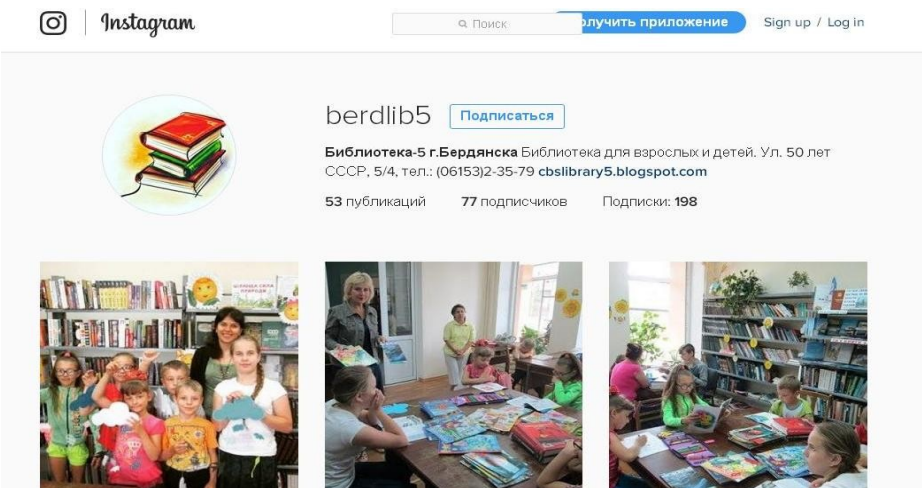 Instagram
Поиск
олучить приложение
Sign up / Log in
berdlib5
Подписаться
Библиотека-5 г.Бердянска Библиотека для взрослых и детей. Ул. 50 лет
СССР, 5/4, тел.: (06153)2-35-79 cbslibrary5.blogspot.com
53 публикаций 77 подписчиков Подписки: 198